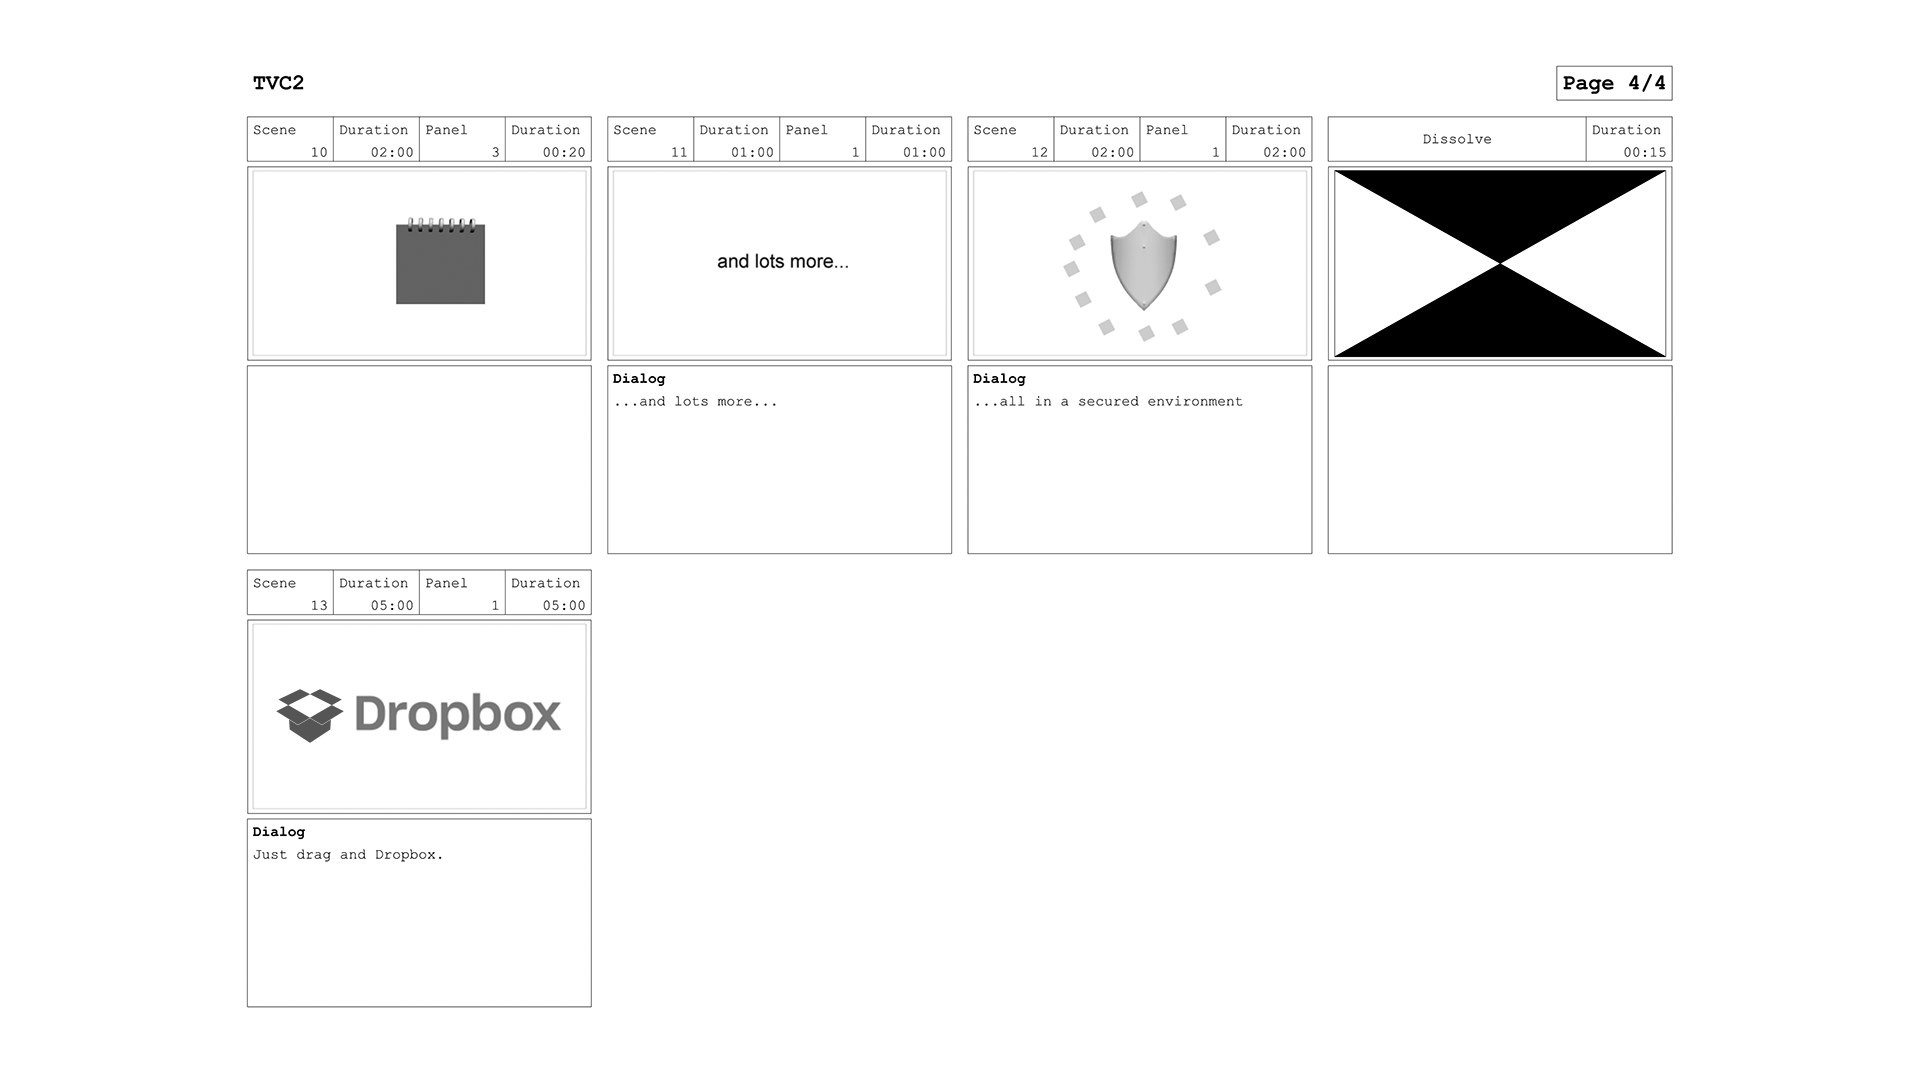 TVC2
Page 4/4
Scene Duration Panel Duration
10 02:00 3 00:20
Scene Duration Panel Duration
11 01:00 1 01:00
and lots more...
Dialog
...and lots more...
Scene Duration Panel Duration
12 02:00 1 02:00
Dialog
...all in a secured environment
Dissolve
Duration
00:15
Scene Duration Panel Duration
13 05:00 1 05:00
Dropbox
Dialog
Just drag and Dropbox.